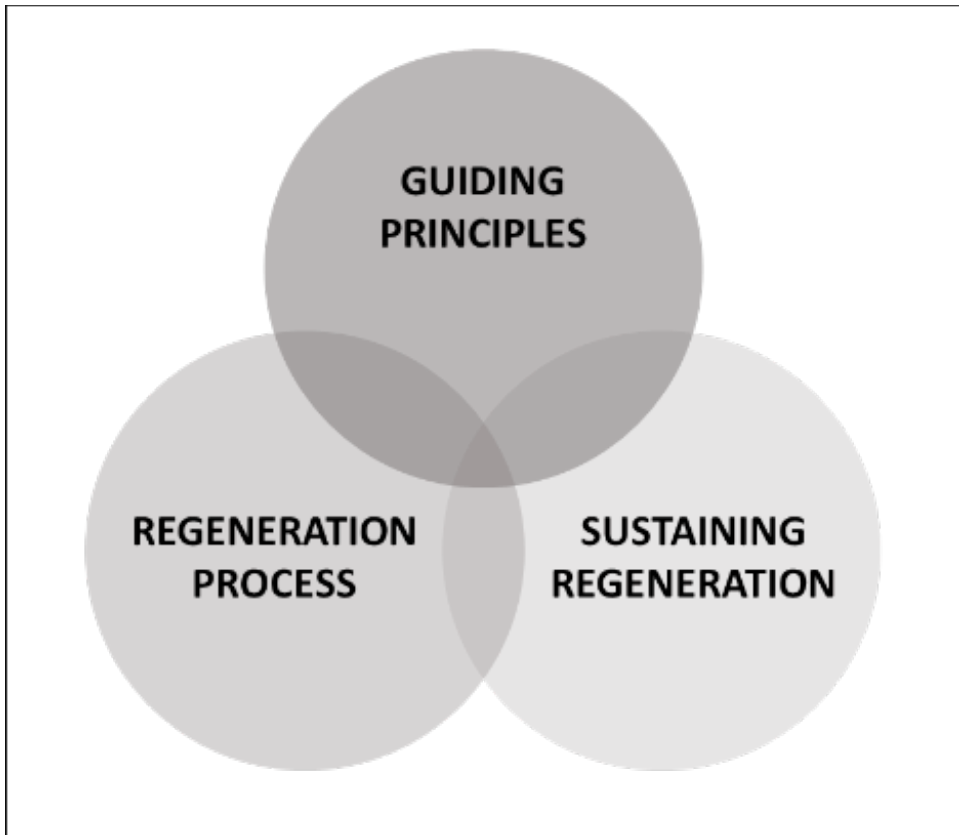 GUIDING
PRINCIPLES
REGENERATION
PROCESS
SUSTAINING
REGENERATION